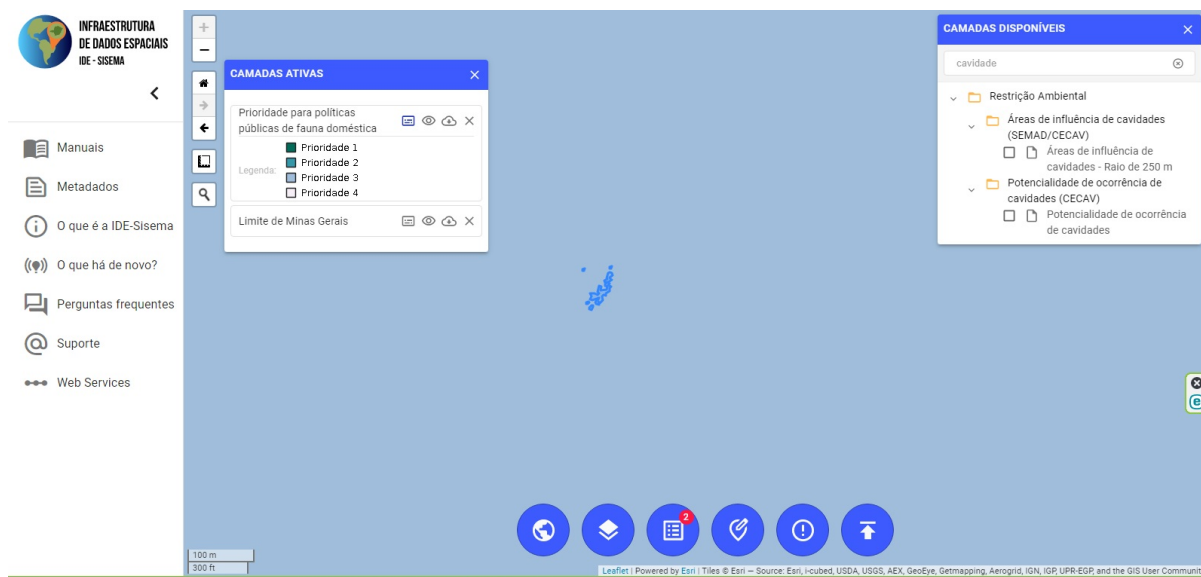 INFRAESTRUTURA
DE DADOS ESPACIAIS
IDE - SISEMA
Manuais
Metadados
O que é a IDE-Sisema
O que há de novo?
Perguntas frequentes
Suporte
Web Services
CAMADAS ATIVAS
Prioridade para políticas
públicas de fauna doméstica
Legenda:
Prioridade 1
Prioridade 2
Prioridade 3
Prioridade 4
Limite de Minas Gerais
CAMADAS DISPONÍVEIS
cavidade
Restrição Ambiental
Áreas de influência de cavidades
(SEMAD/CECAV)
Áreas de influência de
cavidades - Raio de 250 m
Potencialidade de ocorrência de
cavidades (CECAV)
Potencialidade de ocorrência
de cavidades
2
100 m
300 ft
Leaflet | Powered by Esri | Tiles © Esri — Source: Esri, i-cubed, USDA, USGS, AEX, GeoEye, Getmapping, Aerogrid, IGN, IGP, UPR-EGP, and the GIS User Communit